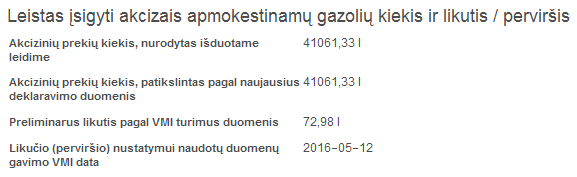 Leistas įsigyti akcizais apmokestinamų gazolių kiekis ir likutis / perviršis
Akcizinių prekių kiekis, nurodytas išduotame leidime 41061,33 l
Akcizinių prekių kiekis, patikslintas pagal naujausius deklaravimo duomenis 41061,33 l
Preliminarus likutis pagal VMI turimus duomenis 72,98 l
Likučio (perviršio) nustatymui naudotų duomenų gavimo VMI data 2016-05-12